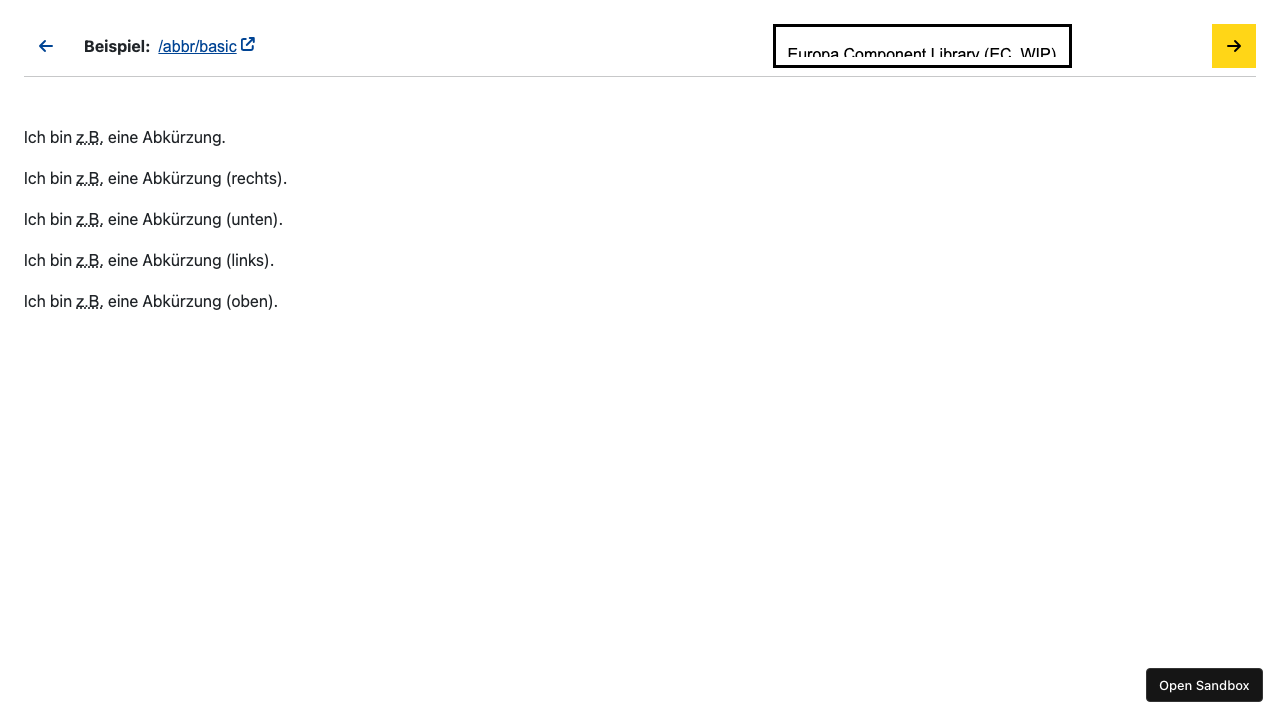 Beispiel: /abbr/basic
Europa Component Library (EC, WIP)
Ich bin z.B. eine Abkürzung.
Ich bin z.B. eine Abkürzung (rechts).
Ich bin z.B. eine Abkürzung (unten).
Ich bin z.B. eine Abkürzung (links).
Ich bin z.B. eine Abkürzung (oben).
Open Sandbox